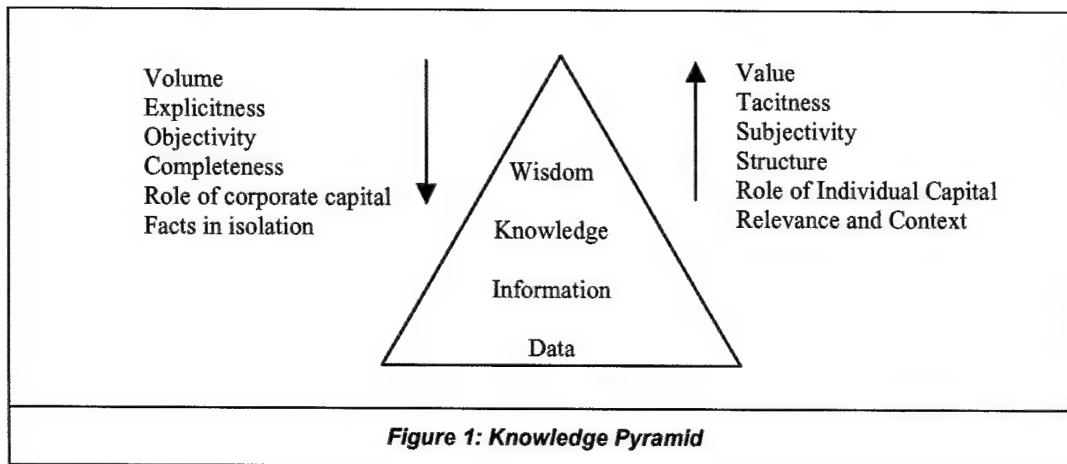 Volume
Explicitness
Objectivity
Completeness
Role of corporate capital
Facts in isolation
Wisdom
Knowledge
Information
Data
Value
Tacitness
Subjectivity
Structure
Role of Individual Capital
Relevance and Context
Figure 1: Knowledge Pyramid